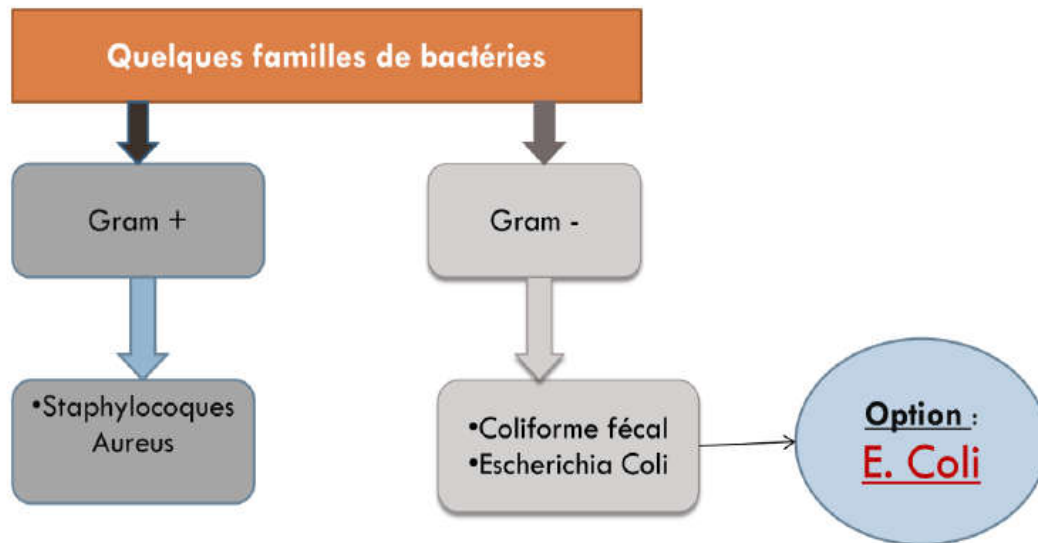 Quelques familles de bactéries
Gram +
Gram -
•Staphylocoques
Aureus
•Coliforme fécal
•Escherichia Coli
Option :
E. Coli